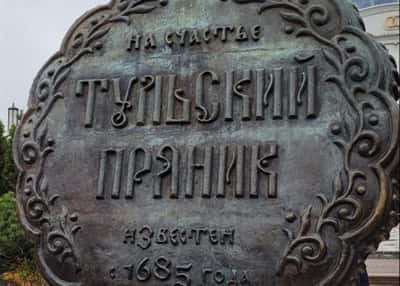 НА СЧАСТЬЕ
ТУЛЬСКИЙ
ПРЯНИК
ИЗВЕСТЕН
С 1685 ГОДА